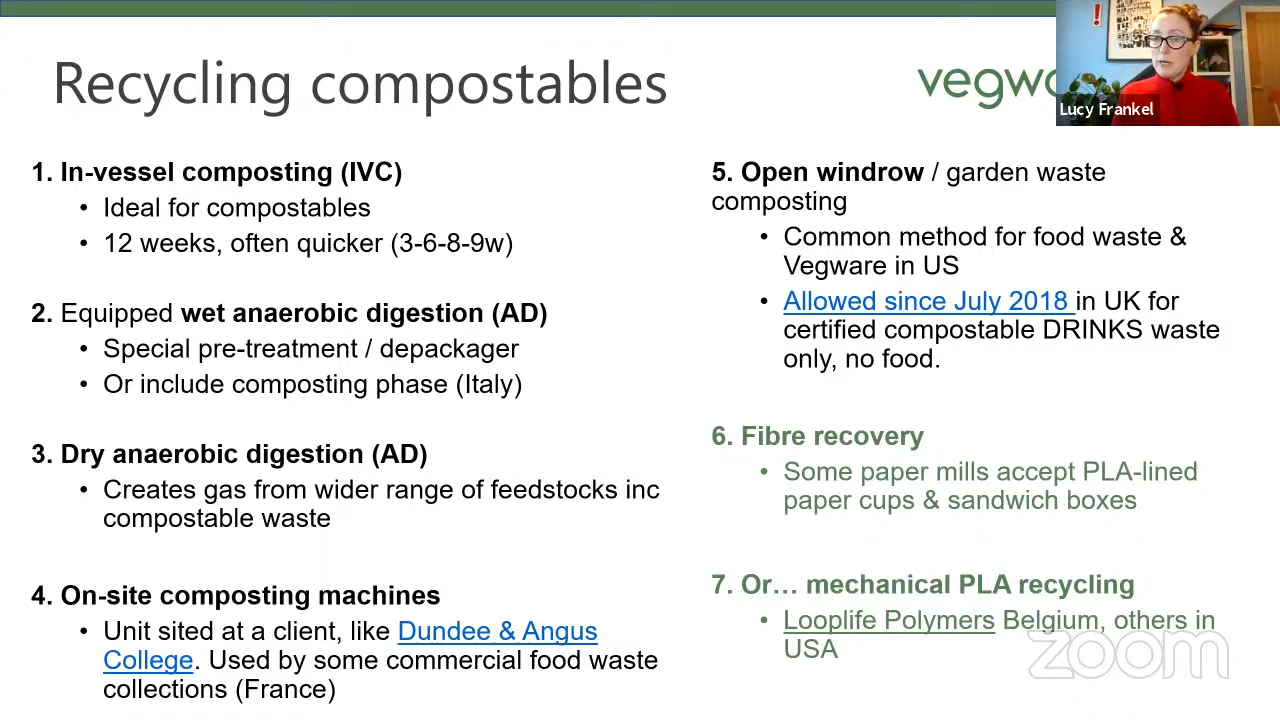 Recycling compostables
vegwa
Lucy Frankel
1. In-vessel composting (IVC)
• Ideal for compostables
• 12 weeks, often quicker (3-6-8-9w)
2. Equipped wet anaerobic digestion (AD)
• Special pre-treatment / depackager
• Or include composting phase (Italy)
3. Dry anaerobic digestion (AD)
• Creates gas from wider range of feedstocks inc
compostable waste
4. On-site composting machines
• Unit sited at a client, like Dundee & Angus
College. Used by some commercial food waste
collections (France)
5. Open windrow / garden waste
composting
• Common method for food waste &
Vegware in US
• Allowed since July 2018 in UK for
certified compostable DRINKS waste
only, no food.
6. Fibre recovery
• Some paper mills accept PLA-lined
paper cups & sandwich boxes
7. Or… mechanical PLA recycling
• Looplife Polymers Belgium, others in
USA
zoom